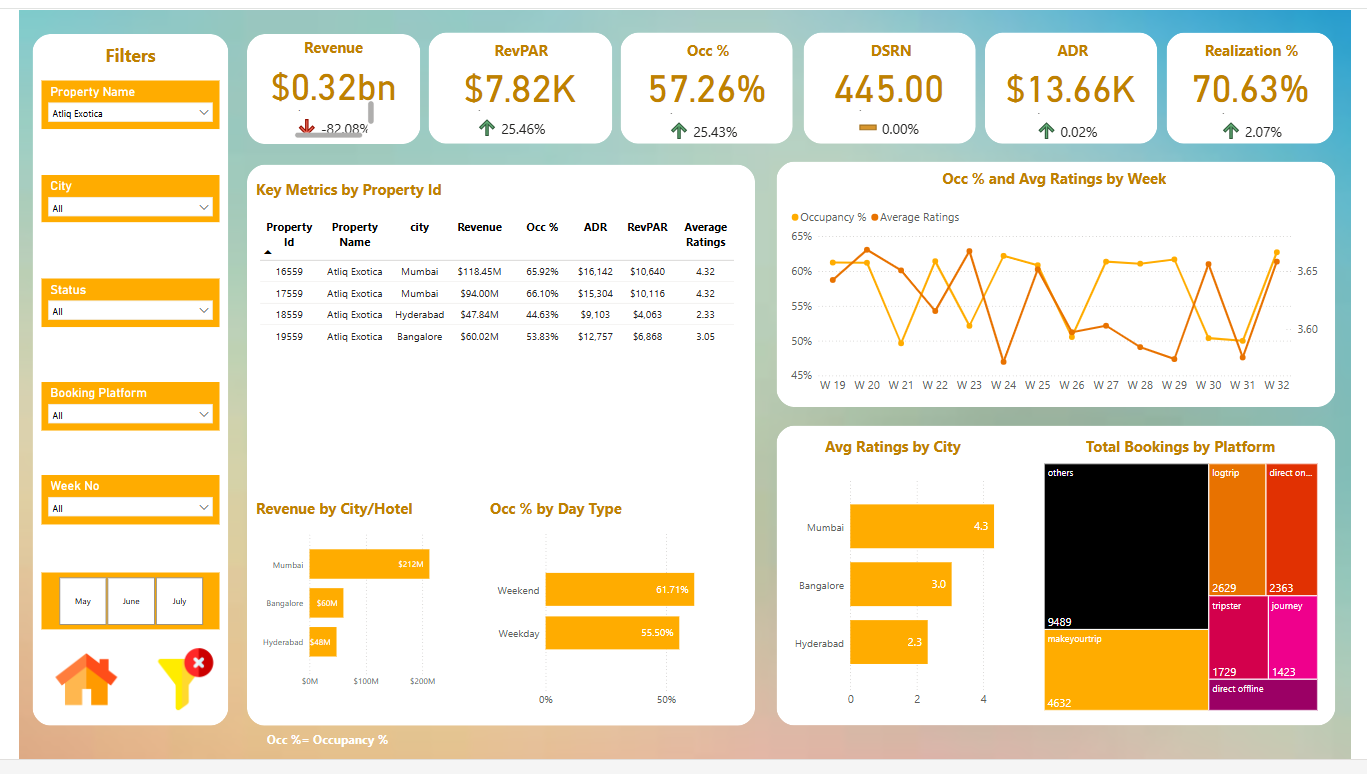 Filters
Property Name
Atliq Exotica
City
All
Status
All
Booking Platform
All
Week No
All
May June July
Revenue
$0.32bn
-82.08%
RevPAR
$7.82K
25.46%
Occ %
57.26%
25.43%
DSRN
445.00
0.00%
ADR
$13.66K
0.02%
Realization %
70.63%
2.07%
Key Metrics by Property Id
Property Id Property Name city Revenue Occ % ADR RevPAR Average Ratings
16559 Atliq Exotica Mumbai $118.45M 65.92% $16,142 $10,640 4.32
17559 Atliq Exotica Mumbai $94.00M 66.10% $15,304 $10,116 4.32
18559 Atliq Exotica Hyderabad $47.84M 44.63% $9,103 $4,063 2.33
19559 Atliq Exotica Bangalore $60.02M 53.83% $12,757 $6,868 3.05
Revenue by City/Hotel
Mumbai $212M
Bangalore $60M
Hyderabad $48M
$0M $100M $200M
Occ % by Day Type
Weekend 61.71%
Weekday 55.50%
0% 50%
Occ % and Avg Ratings by Week
Occupancy % Average Ratings
65%
60% 3.65
55%
50% 3.60
45%
W 19 W 20 W 21 W 22 W 23 W 24 W 25 W 26 W 27 W 28 W 29 W 30 W 31 W 32
Avg Ratings by City
Mumbai 4.3
Bangalore 3.0
Hyderabad 2.3
0 2 4
Total Bookings by Platform
others
9489
makeyourtrip
4632
logtrip
2629
direct on...
2363
tripster
1729
journey
1423
direct offline
Occ %= Occupancy %